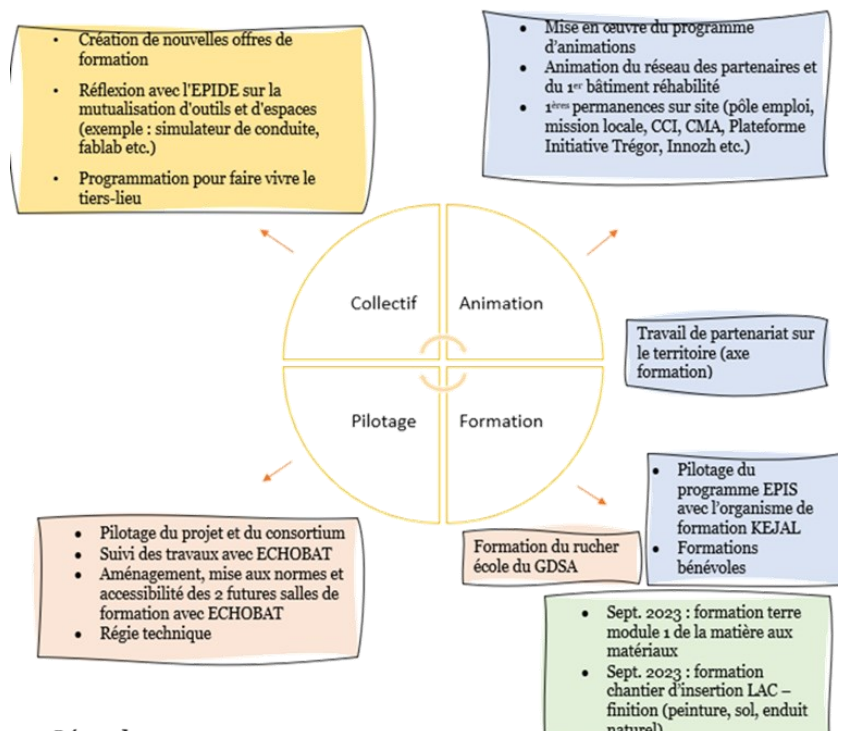 • Création de nouvelles offres de
formation
• Réflexion avec l'EPIDE sur la
mutualisation d'outils et d'espaces
(exemple : simulateur de conduite,
fablab etc.)
• Programmation pour faire vivre le
tiers-lieu
• Mise en œuvre du programme
d'animations
• Animation du réseau des partenaires et
du 1er bâtiment réhabilité
• 1ères permanences sur site (pôle emploi,
mission locale, CCI, CMA, Plateforme
Initiative Trégor, Innozh etc.)
Collectif
Animation
Travail de partenariat sur
le territoire (axe
formation)
Pilotage
Formation
• Pilotage du projet et du consortium
• Suivi des travaux avec ECHOBAT
• Aménagement, mise aux normes et
accessibilité des 2 futures salles de
formation avec ECHOBAT
• Régie technique
Formation du rucher
école du GDSA
• Pilotage du
programme EPIS
avec l'organisme de
formation KEJAL
• Formations
bénévoles
• Sept. 2023 : formation terre
module 1 de la matière aux
matériaux
• Sept. 2023 : formation
chantier d'insertion LAC –
finition (peinture, sol, enduit
naturel)